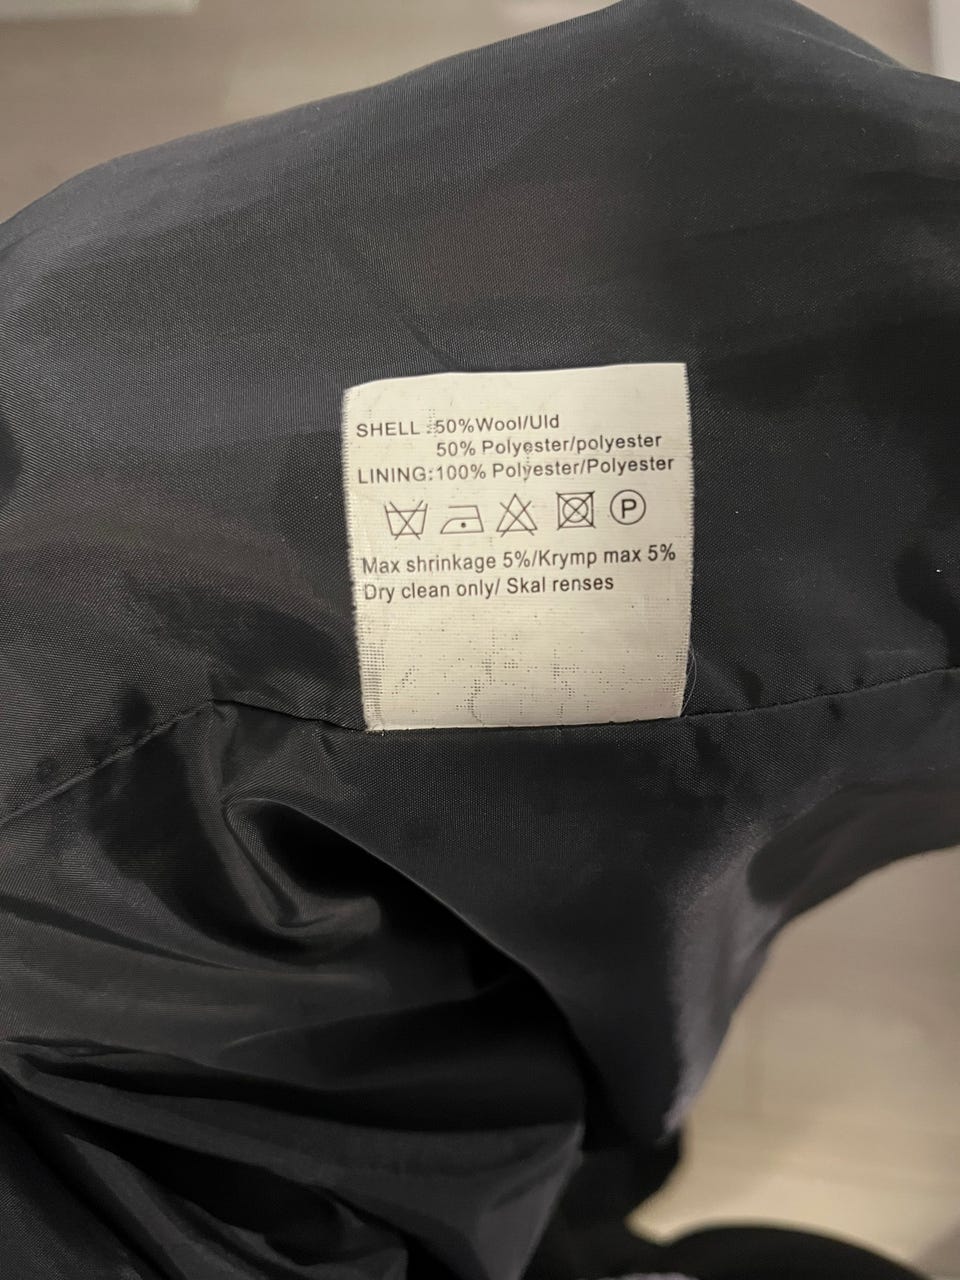 SHELL :50%Wool/Uld
50% Polyester/polyester
LINING:100% Polyester/Polyester
P
Max shrinkage 5%/Krymp max 5%
Dry clean only/ Skal renses